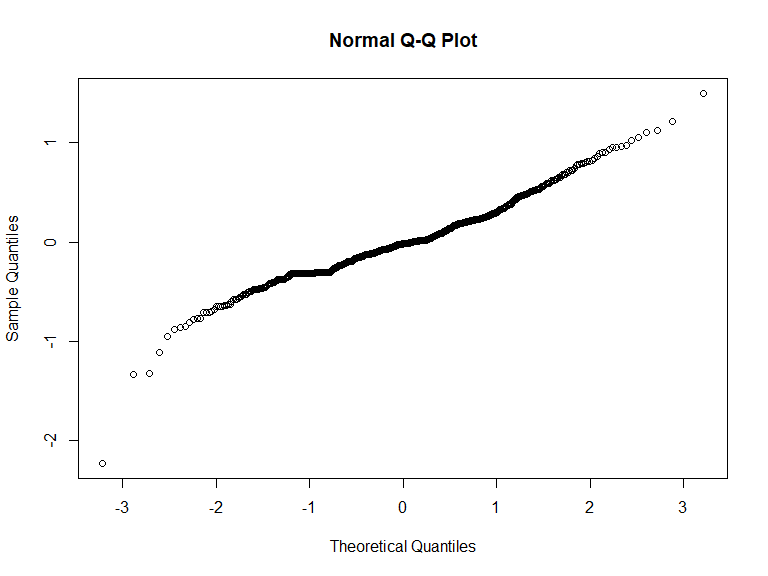 Normal Q-Q Plot
Sample Quantiles
1
0
-1
-2
-3 -2 -1 0 1 2 3
Theoretical Quantiles